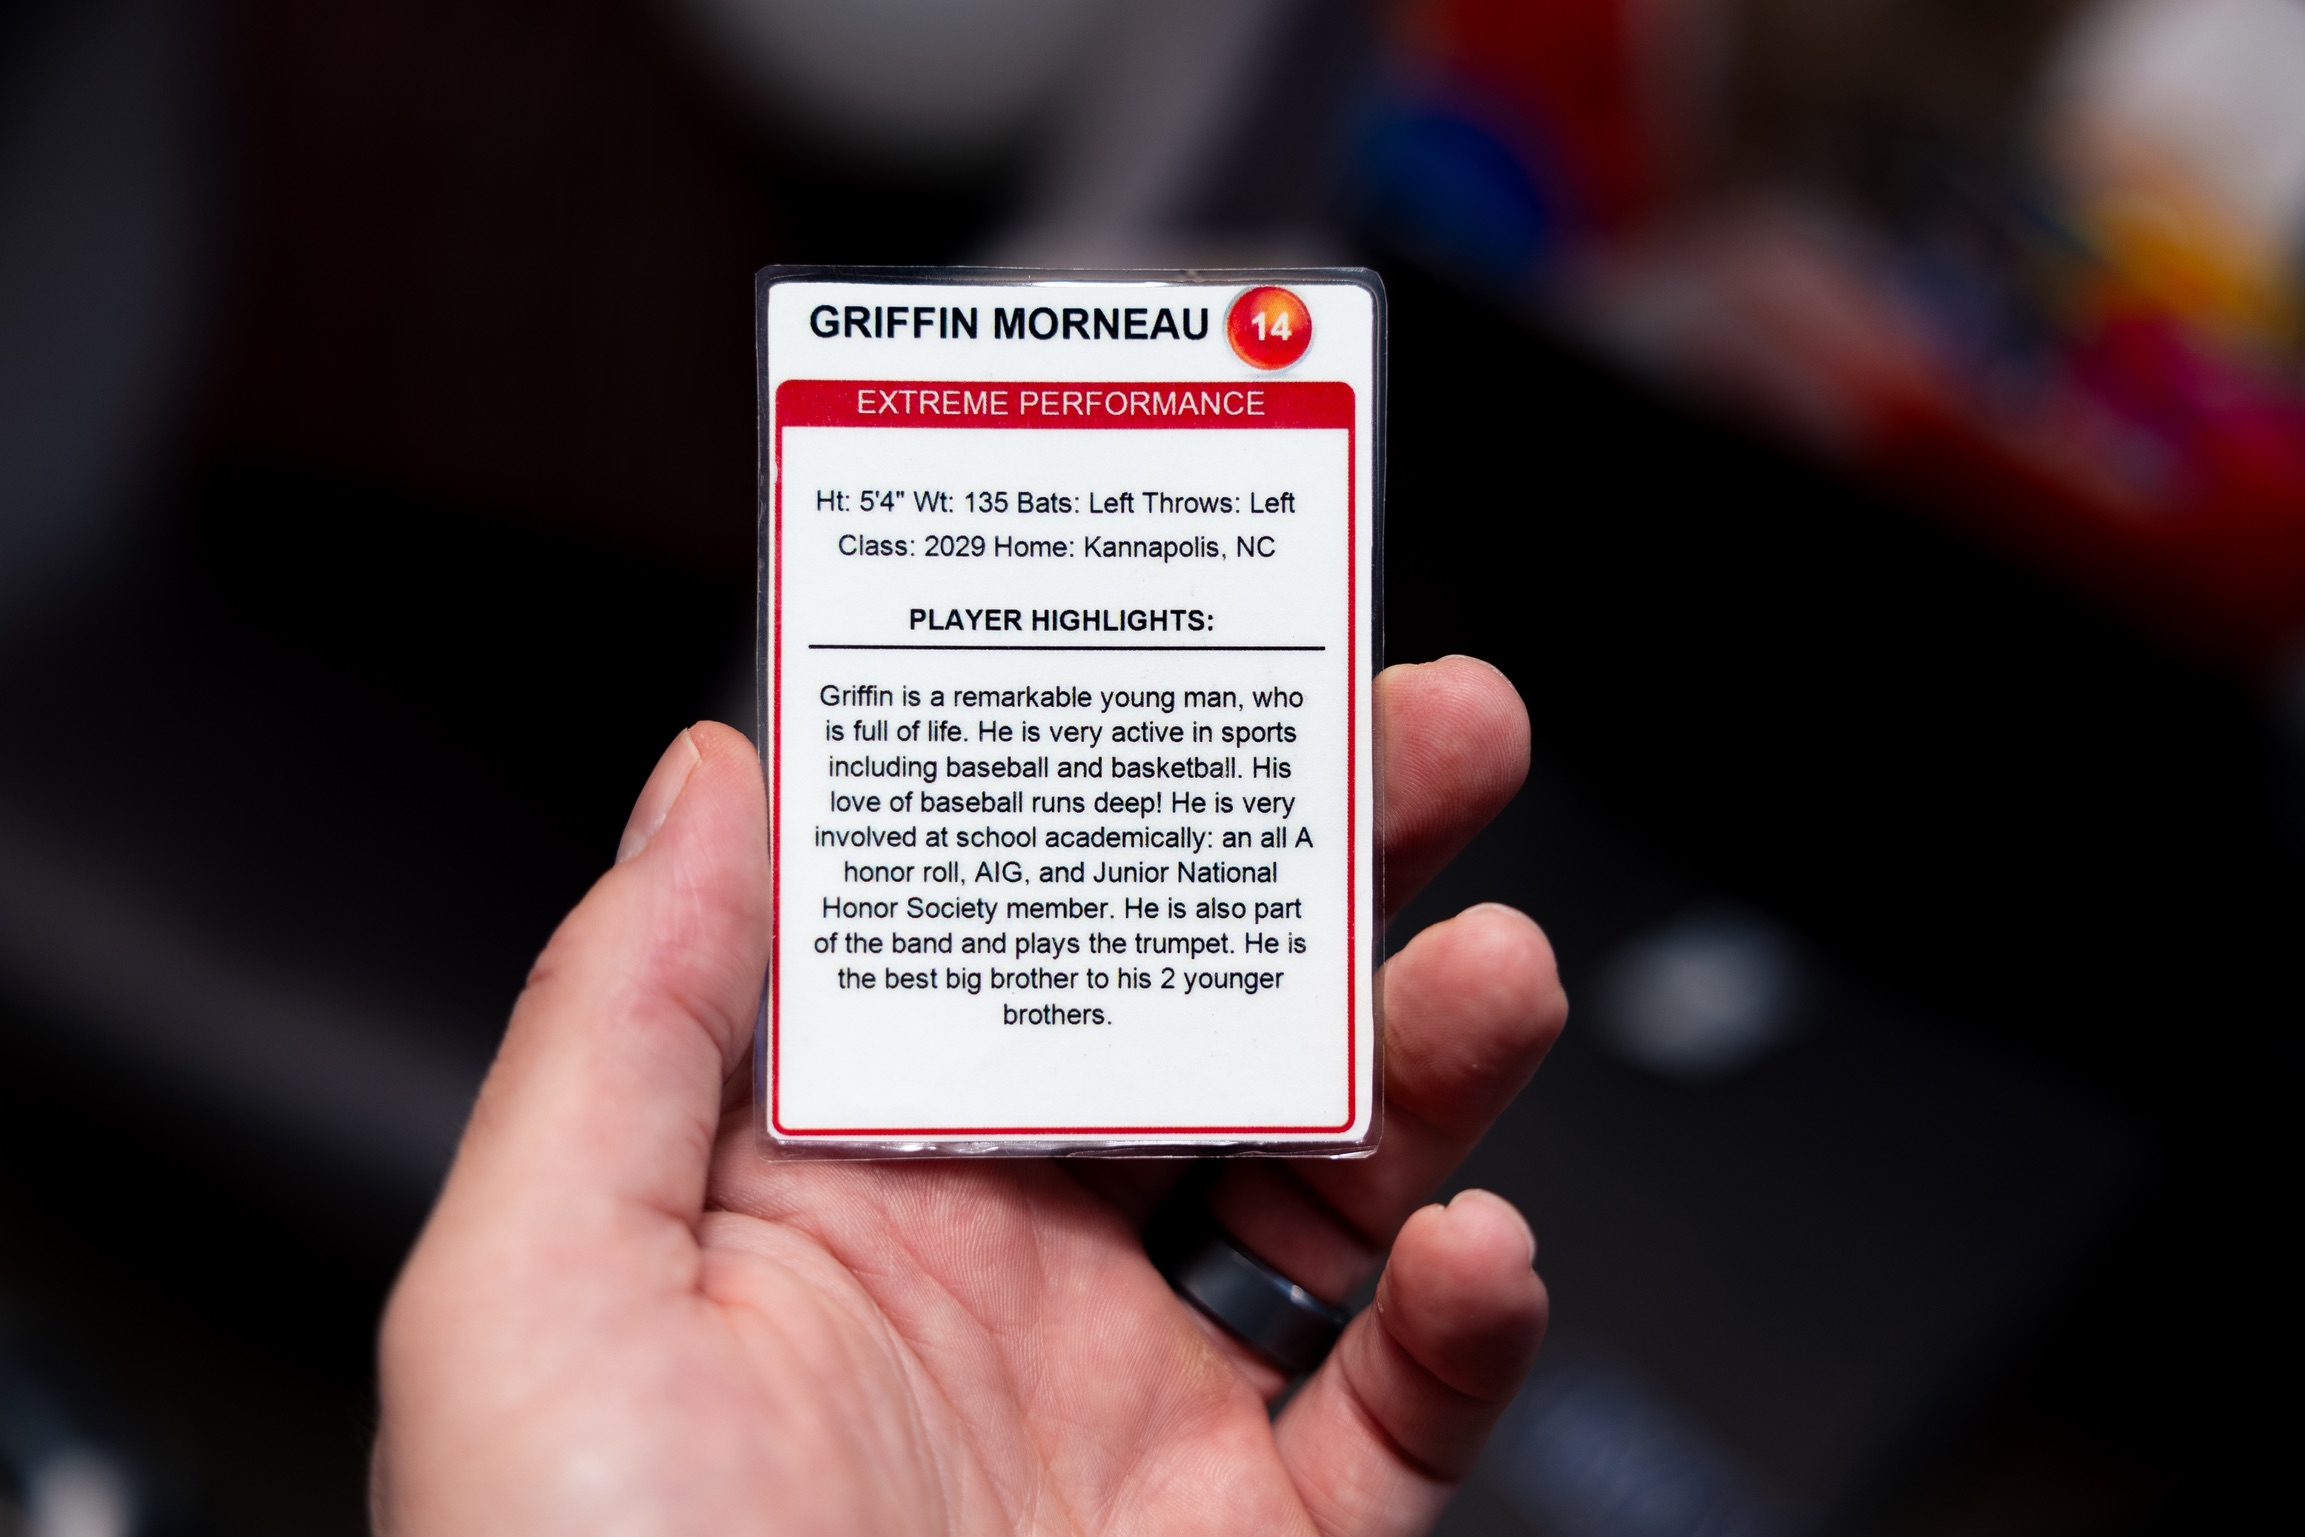 GRIFFIN MORNEAU 14
EXTREME PERFORMANCE
Ht: 5'4" Wt: 135 Bats: Left Throws: Left
Class: 2029 Home: Kannapolis, NC
PLAYER HIGHLIGHTS:
Griffin is a remarkable young man, who
is full of life. He is very active in sports
including baseball and basketball. His
love of baseball runs deep! He is very
involved at school academically: an all A
honor roll, AIG, and Junior National
Honor Society member. He is also part
of the band and plays the trumpet. He is
the best big brother to his 2 younger
brothers.